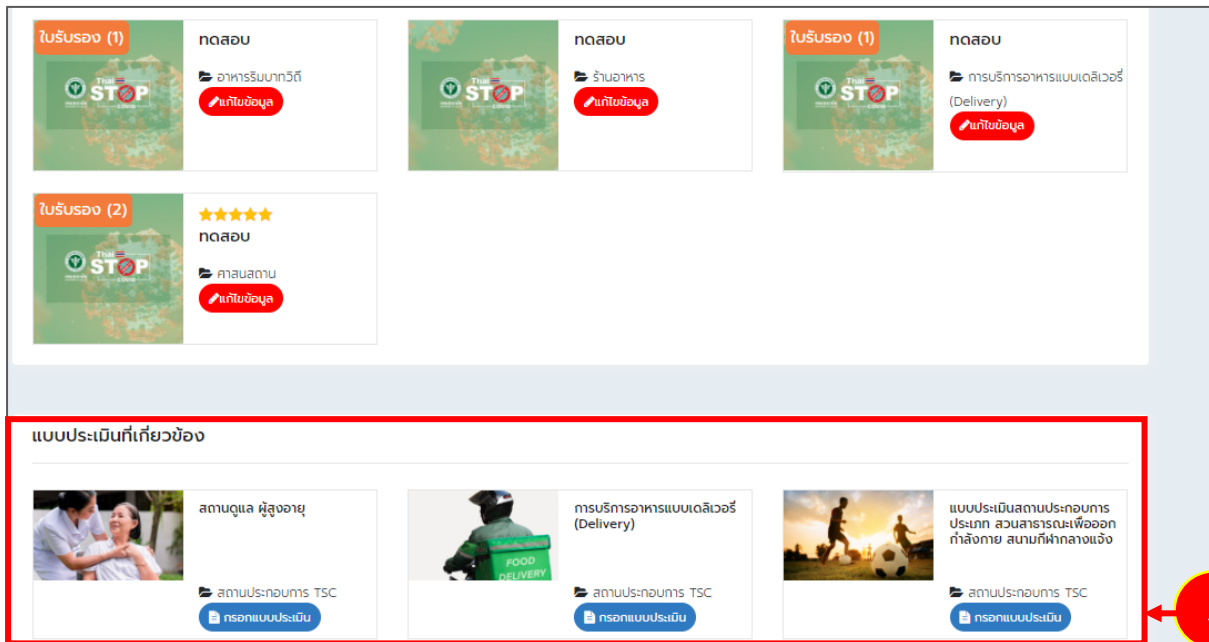 ใบรับรอง (1)
ทดสอบ
อาหารริมบาทวิถี
แก้ไขข้อมูล
Thai
STOP
COVID
ทดสอบ
ร้านอาหาร
แก้ไขข้อมูล
Thai
STOP
COVID
ใบรับรอง (1)
ทดสอบ
การบริการอาหารแบบเดลิเวอรี่
(Delivery)
แก้ไขข้อมูล
Thai
STOP
COVID
ใบรับรอง (2)
ทดสอบ
ศาสนสถาน
แก้ไขข้อมูล
Thai
STOP
COVID
แบบประเมินที่เกี่ยวข้อง
สถานดูแล ผู้สูงอายุ
สถานประกอบการ TSC
กรอกแบบประเมิน
การบริการอาหารแบบเดลิเวอรี่
(Delivery)
FOOD
DELIVERY
สถานประกอบการ TSC
กรอกแบบประเมิน
แบบประเมินสถานประกอบการ
ประเภท สวนสาธารณะเพื่อออก
กำลังกาย สนามกีฬากลางแจ้ง
สถานประกอบการ TSC
กรอกแบบประเมิน